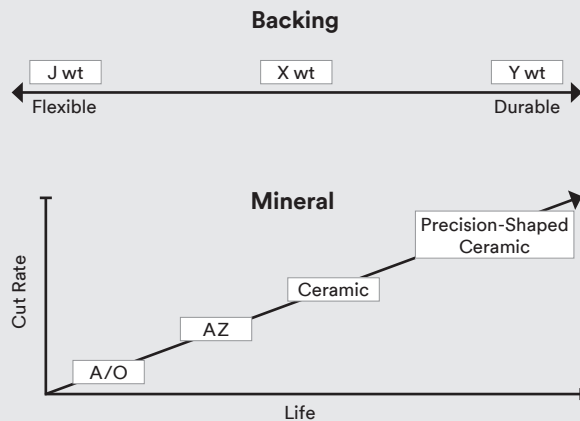 Backing
J wt
X wt
Y wt
Flexible
Durable
Mineral
Precision-Shaped
Ceramic
Ceramic
AZ
A/O
Cut Rate
Life